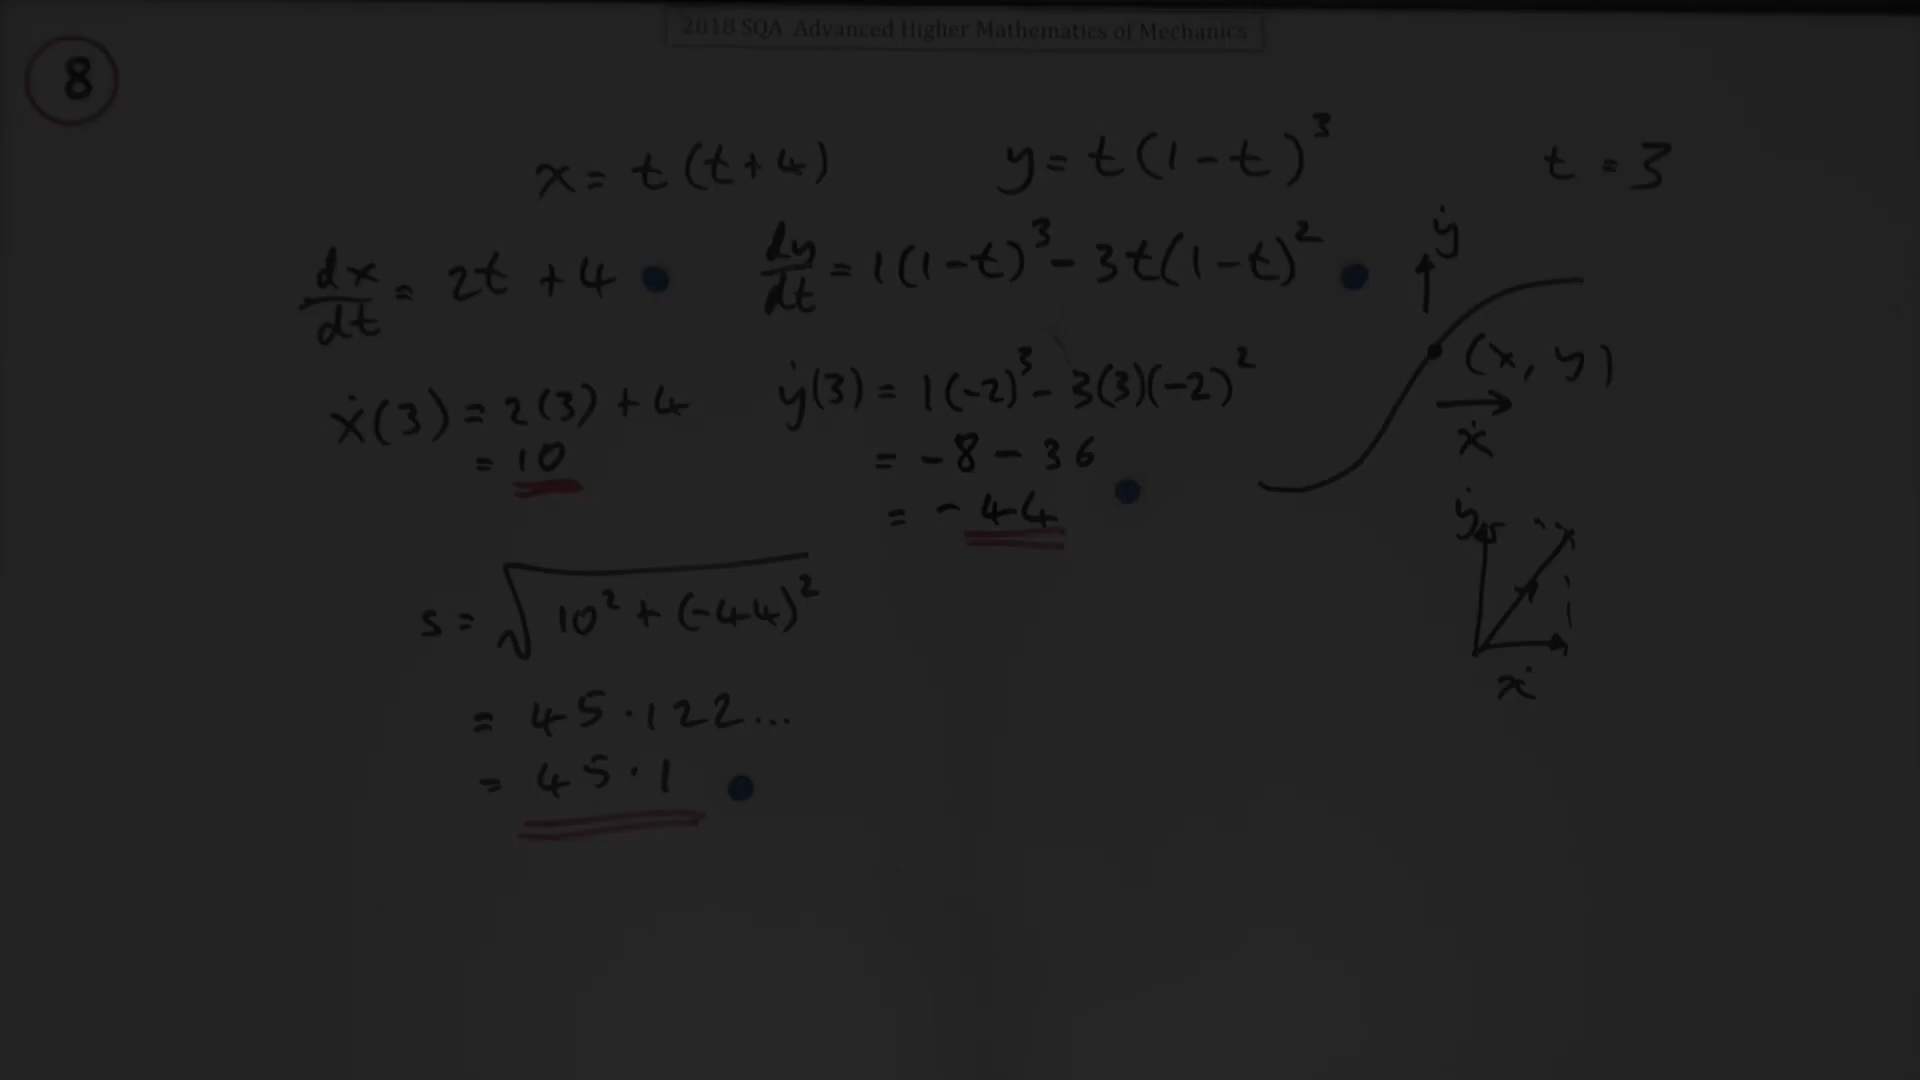 2018 SQA Advanced Higher Mathematics of Mechanics
8
x = t(t+4) y = t(1-t)³ t = 3
dx/dt = 2t + 4 dy/dt = 1(1-t)³ - 3t(1-t)² ẏ
(x, y)
ẋ(3) = 2(3) + 4 ẏ(3) = 1(-2)³ - 3(3)(-2)² ẋ
= 10 = -8 - 36
= -44 ẏ
s = √(10² + (-44)²)
ẋ
= 45·122...
= 45·1